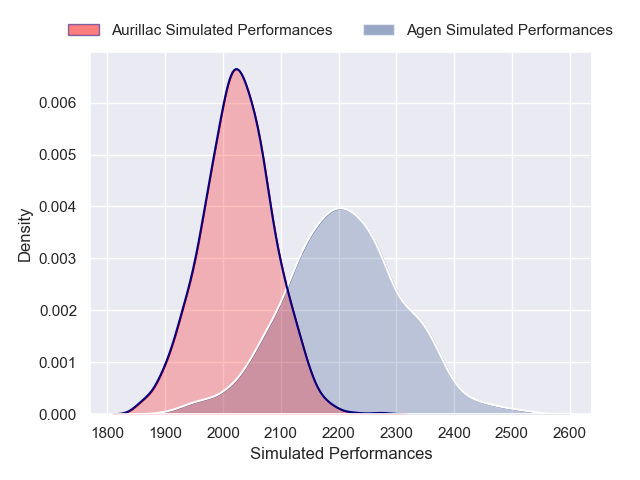 Aurillac Simulated Performances Agen Simulated Performances
0.006
0.005
0.004
0.003
0.002
0.001
0.000
Density
1800 1900 2000 2100 2200 2300 2400 2500 2600
Simulated Performances